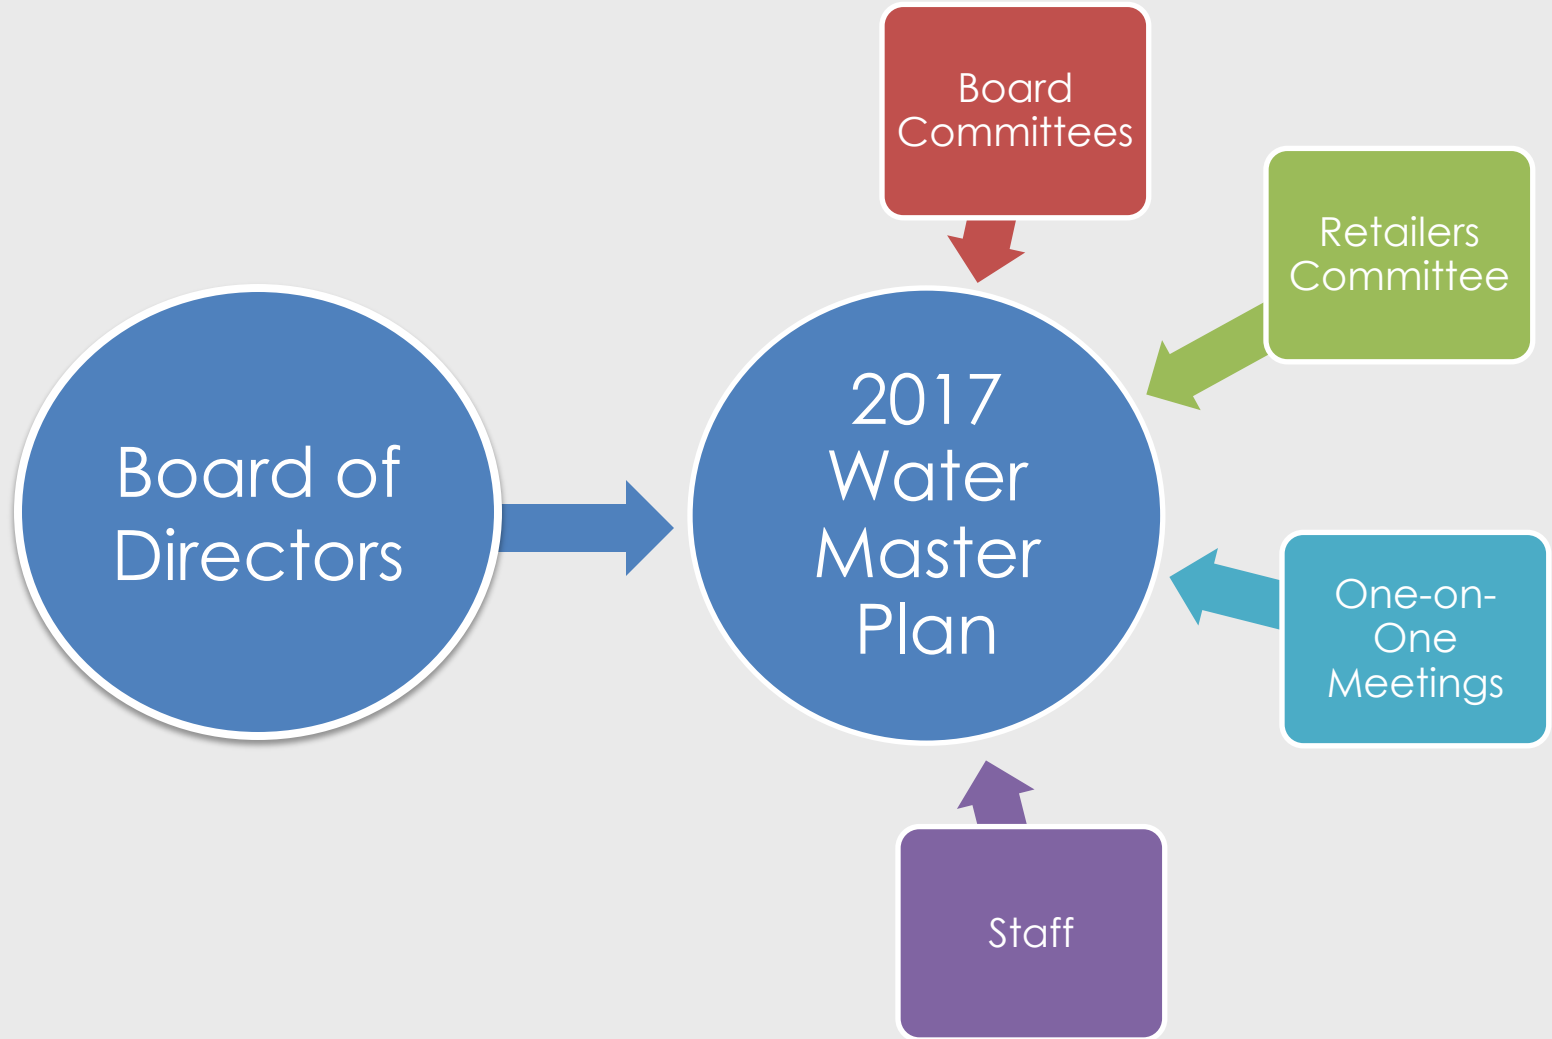 Board of
Directors
2017
Water
Master
Plan
Board
Committees
Retailers
Committee
One-on-
One
Meetings
Staff